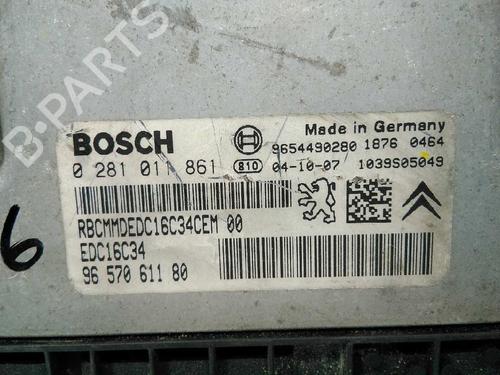 B-PARTS
BOSCH
Made in Germany
9654490280 1876 0464
0 281 011 861 810 04-10-07 1039S05049
RBCMMDEDC16C34CEM 00
EDC16C34
96 570 611 80
6